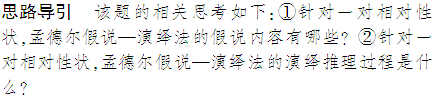 思路导引　该题的相关思考如下:①针对一对相对性
状,孟德尔假说—演绎法的假说内容有哪些? ②针对一
对相对性状,孟德尔假说—演绎法的演绎推理过程是什
么?